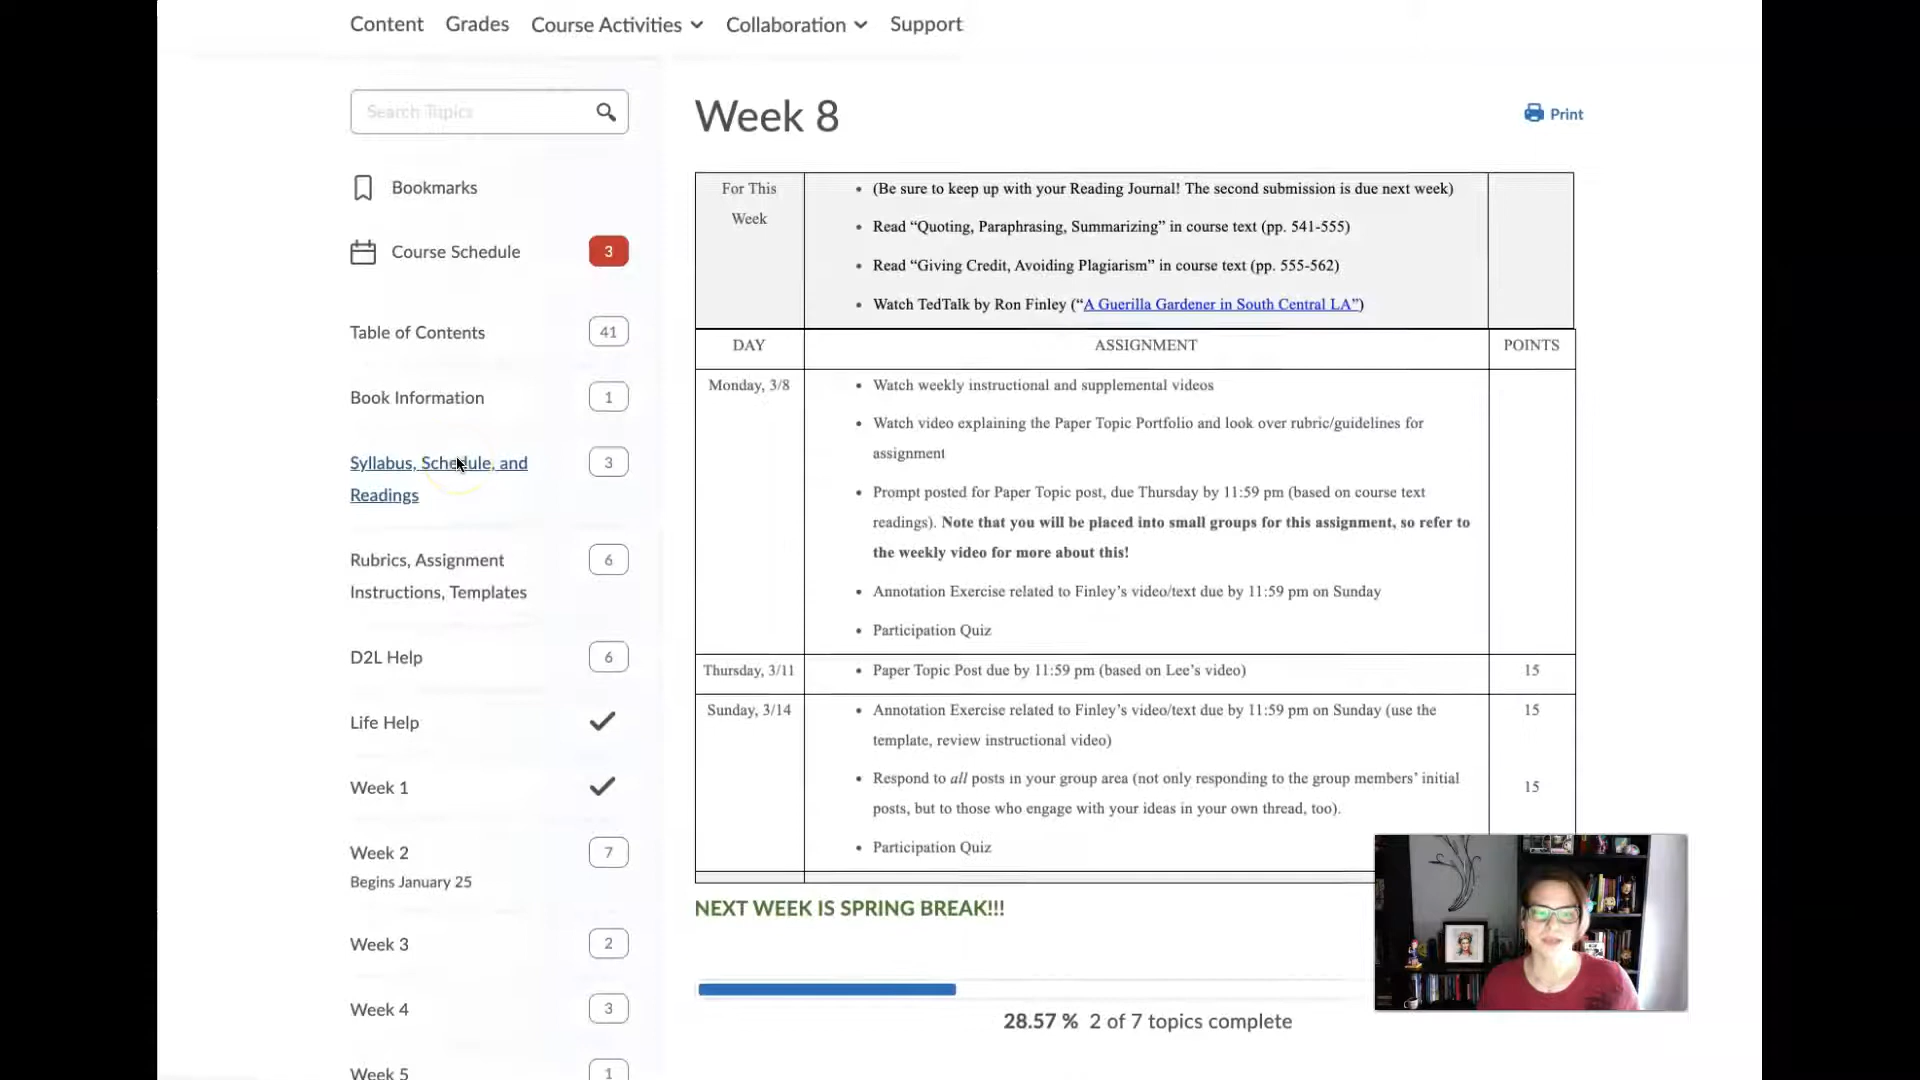 Content Grades Course Activities Collaboration Support
Search Topics
Bookmarks
Course Schedule 3
Table of Contents 41
Book Information 1
Syllabus, Schedule, and
Readings
3
Rubrics, Assignment
Instructions, Templates
6
D2L Help 6
Life Help
Week 1
Week 2 7
Begins January 25
Week 3 2
Week 4 3
Week 5 1
Week 8
Print
For This
Week
• (Be sure to keep up with your Reading Journal! The second submission is due next week)
• Read “Quoting, Paraphrasing, Summarizing” in course text (pp. 541-555)
• Read “Giving Credit, Avoiding Plagiarism” in course text (pp. 555-562)
• Watch TedTalk by Ron Finley (“A Guerilla Gardener in South Central LA”)
DAY ASSIGNMENT POINTS
Monday, 3/8
• Watch weekly instructional and supplemental videos
• Watch video explaining the Paper Topic Portfolio and look over rubric/guidelines for
assignment
• Prompt posted for Paper Topic post, due Thursday by 11:59 pm (based on course text
readings). Note that you will be placed into small groups for this assignment, so refer to
the weekly video for more about this!
• Annotation Exercise related to Finley’s video/text due by 11:59 pm on Sunday
• Participation Quiz
Thursday, 3/11 • Paper Topic Post due by 11:59 pm (based on Lee’s video) 15
Sunday, 3/14 • Annotation Exercise related to Finley’s video/text due by 11:59 pm on Sunday (use the 15
template, review instructional video)
• Respond to all posts in your group area (not only responding to the group members’ initial
posts, but to those who engage with your ideas in your own thread, too).
15
• Participation Quiz
NEXT WEEK IS SPRING BREAK!!!
28.57 % 2 of 7 topics complete